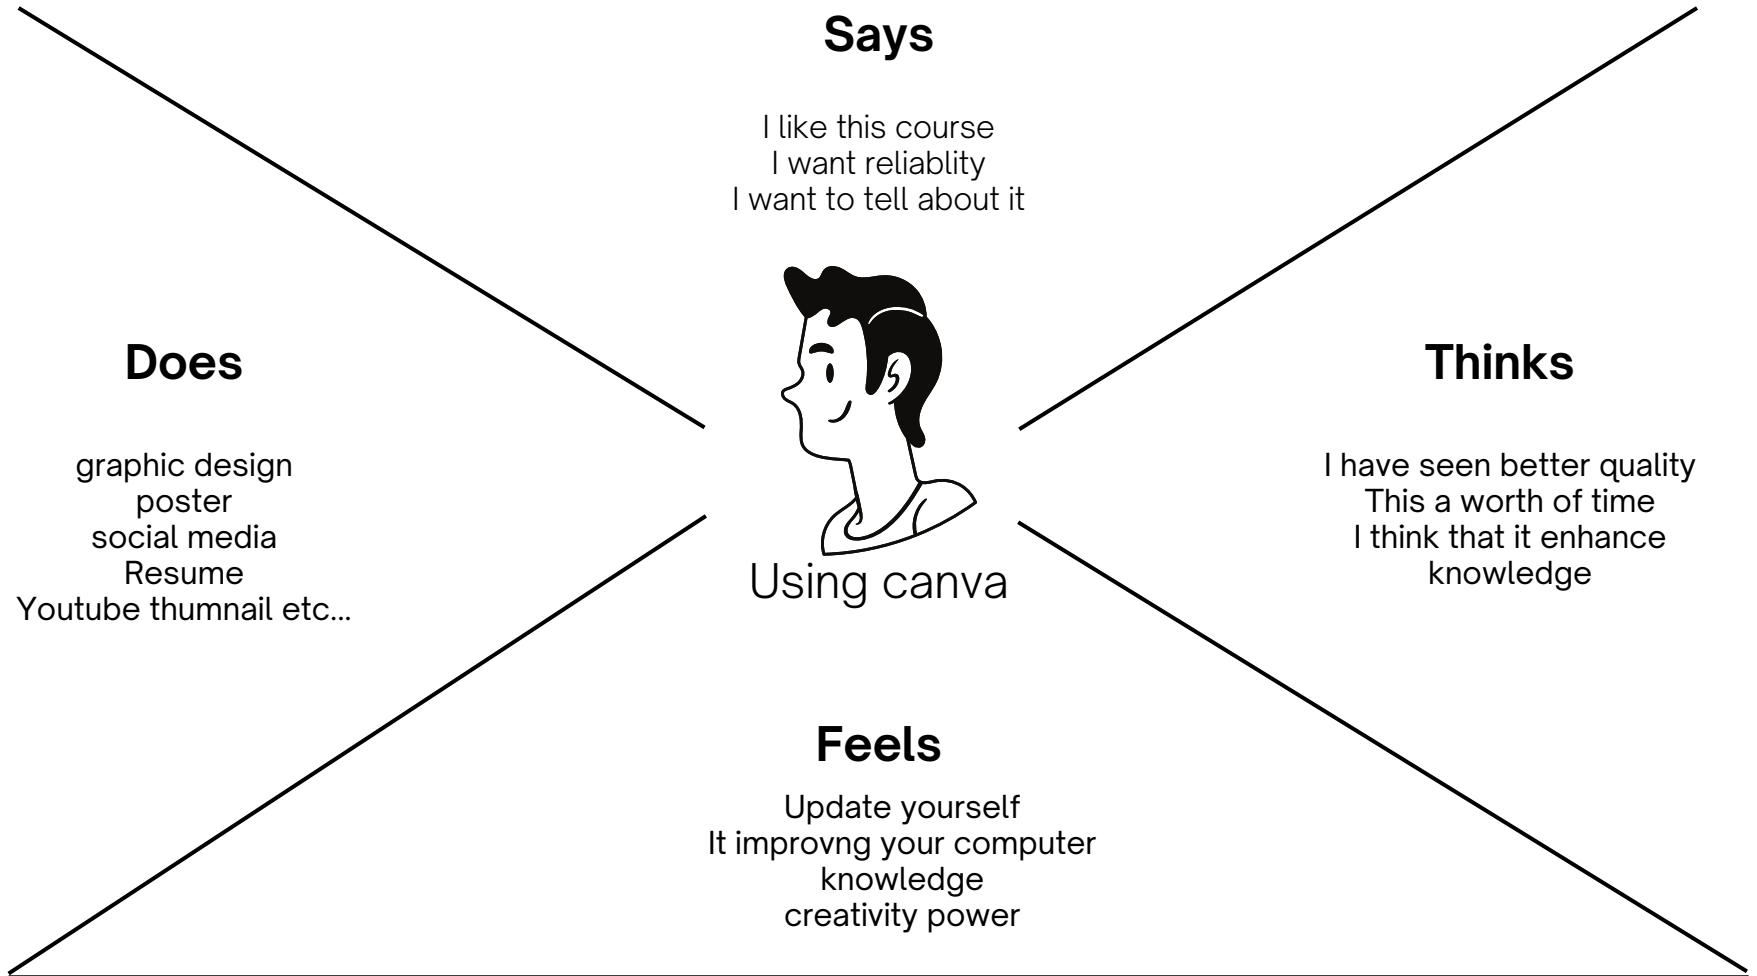 Says
I like this course
I want reliablity
I want to tell about it
Does
graphic design
poster
social media
Resume
Youtube thumnail etc...
Thinks
I have seen better quality
This a worth of time
I think that it enhance
knowledge
Using canva
Feels
Update yourself
It improvng your computer
knowledge
creativity power